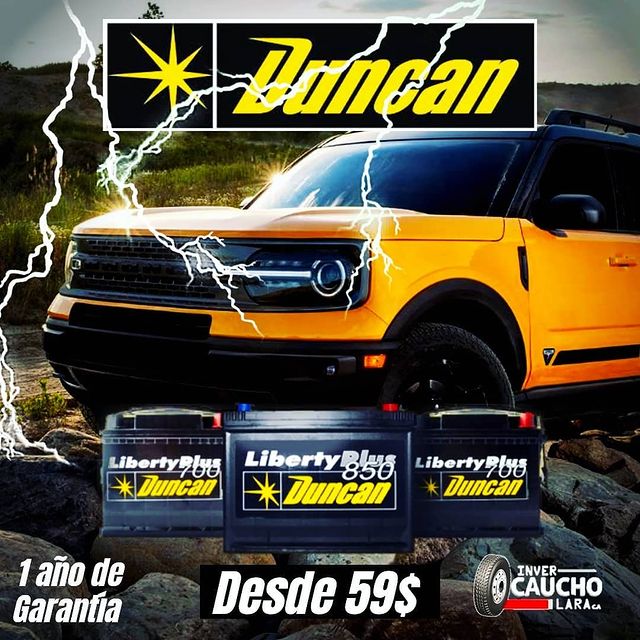 Duncan
LibertyPlus
700
Duncan
LibertyPlus
850
Duncan
LibertyPlus
700
Duncan
1 año de
Garantía
Desde 59$
INVER
CAUCHO
LARA CA